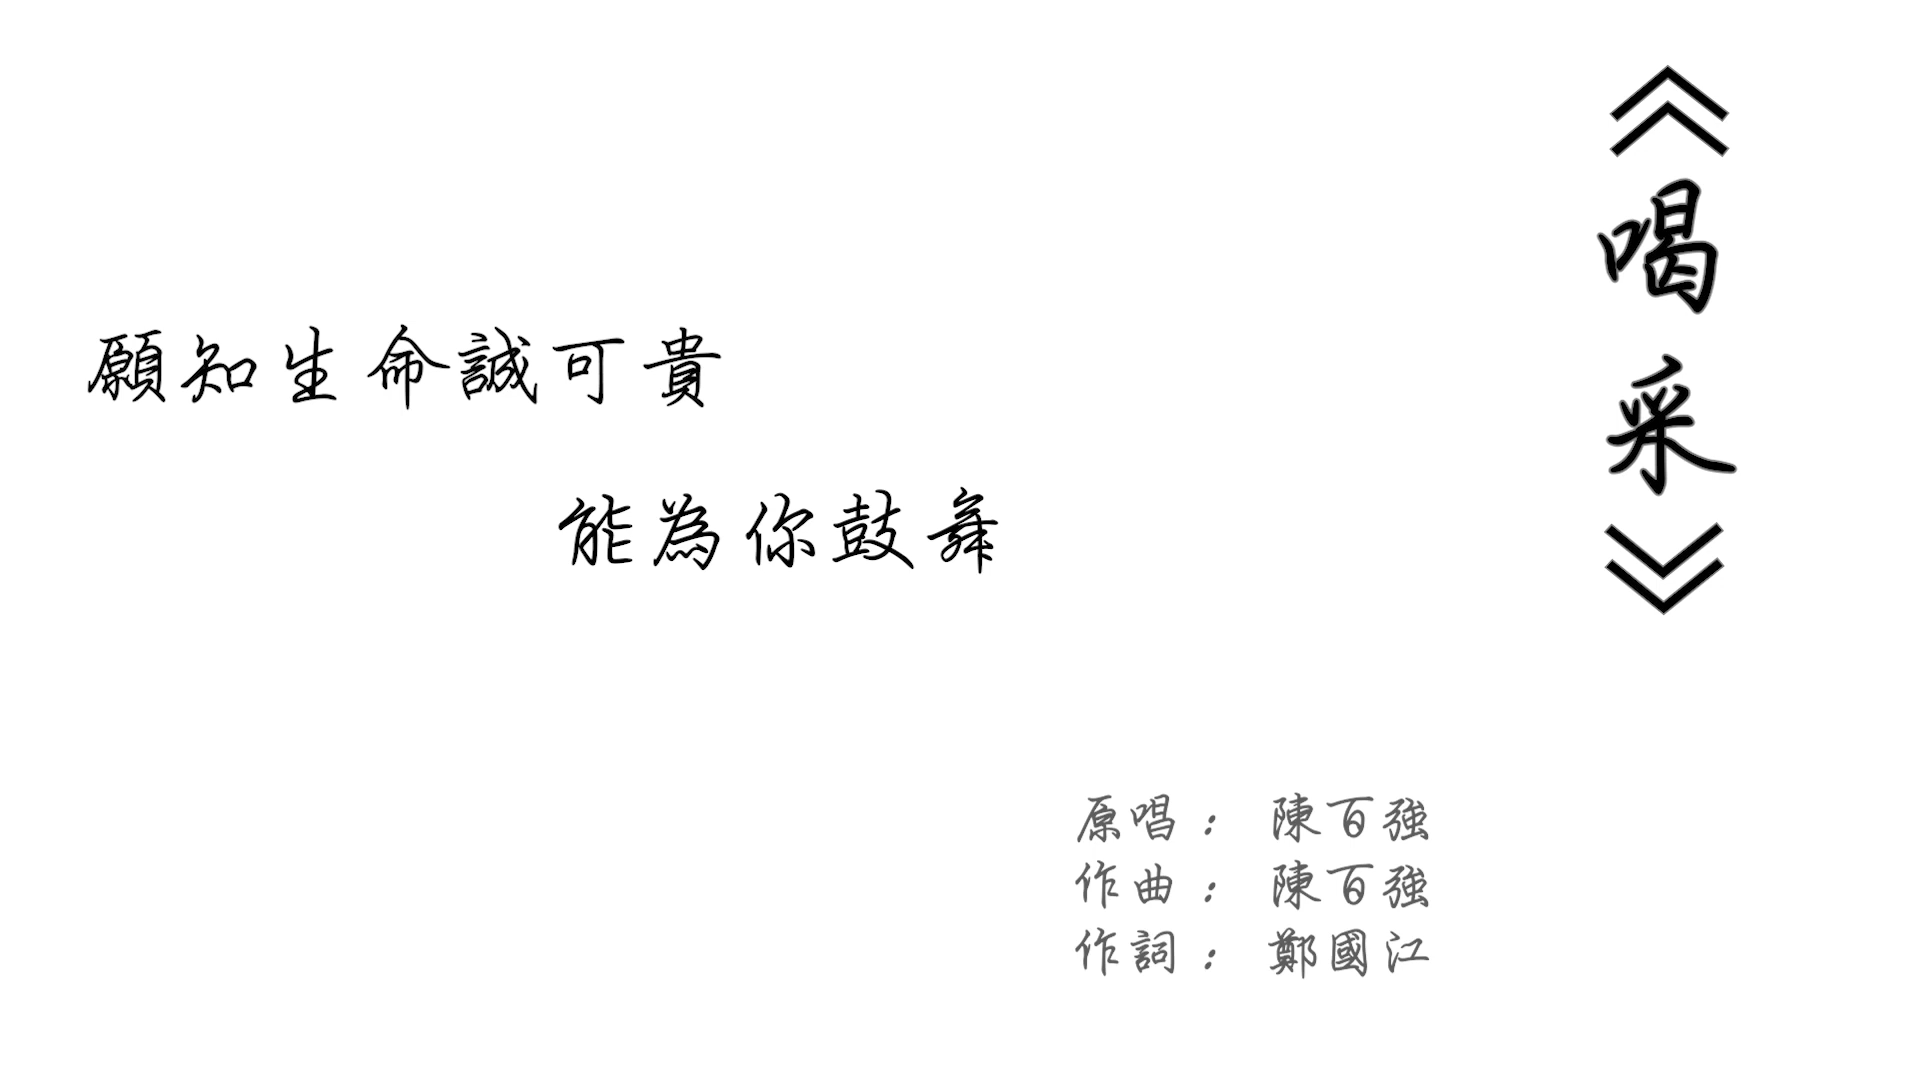 《喝采》
願知生命誠可貴
能為你鼓舞
原唱： 陳百強
作曲： 陳百強
作詞： 鄭國江